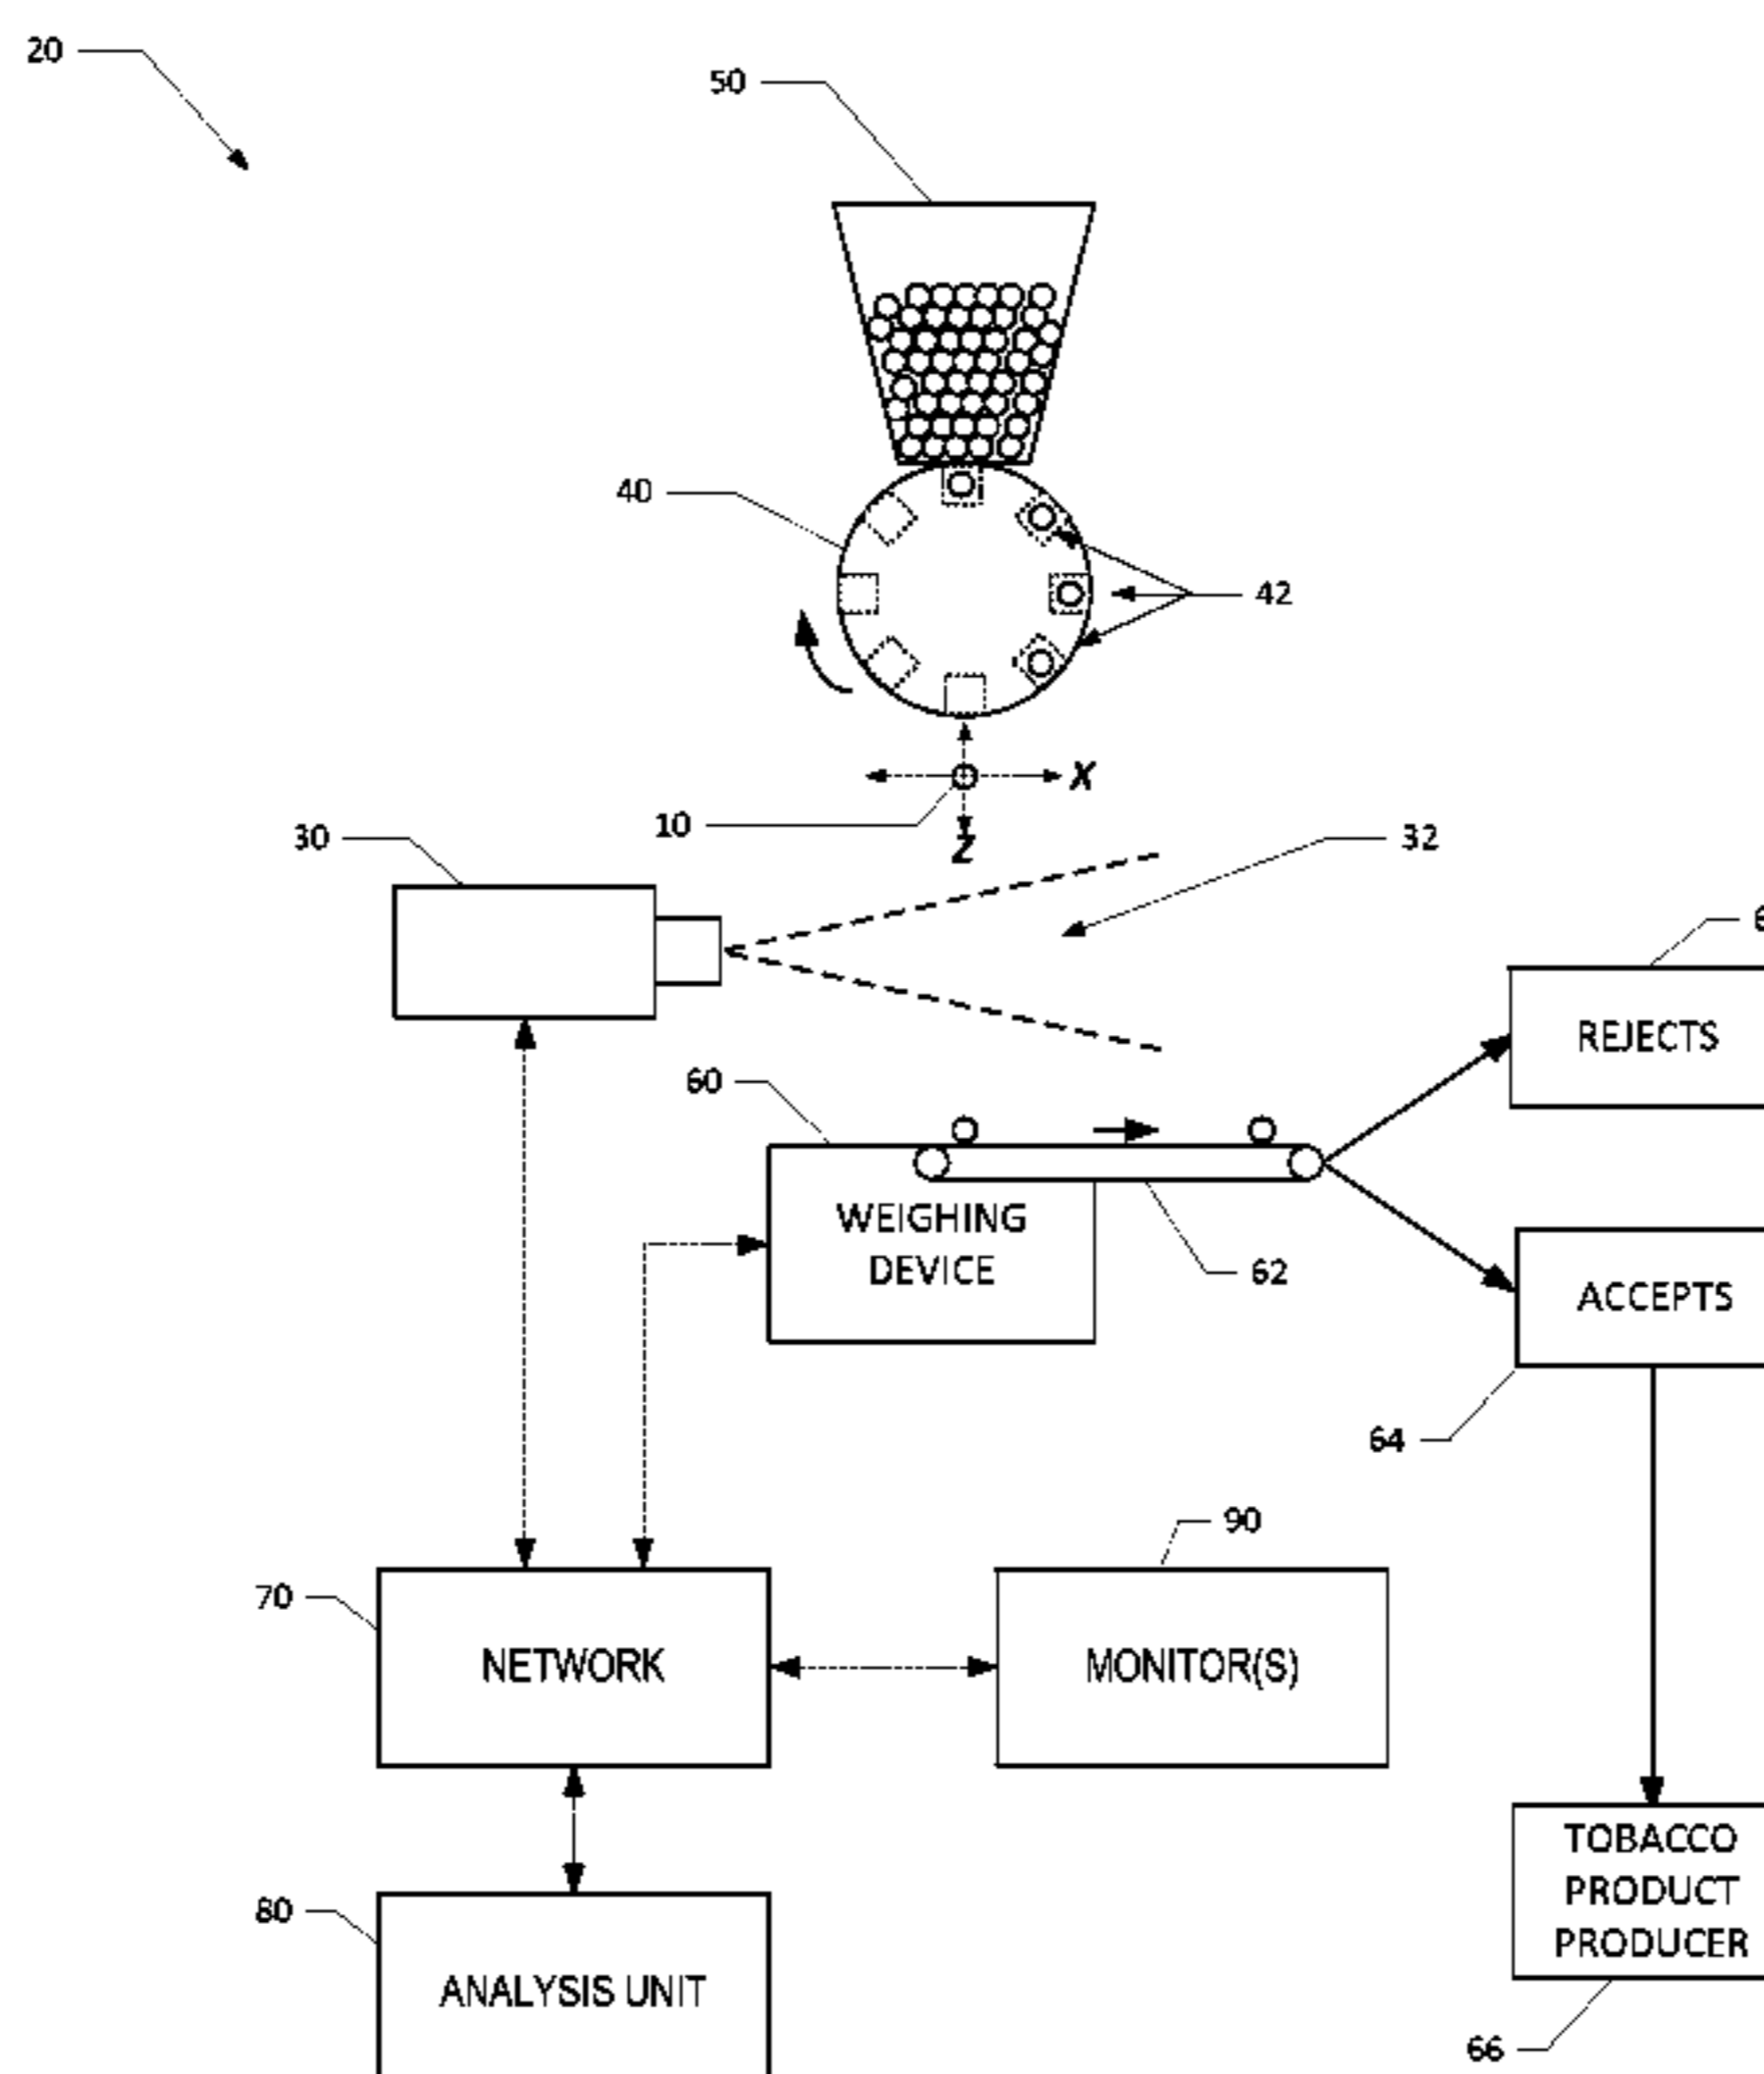 20
50
40
42
X
10
Z
30
32
REJECTS
60
WEIGHING
DEVICE
62
ACCEPTS
64
90
70
NETWORK
MONITOR(S)
TOBACCO
PRODUCT
PRODUCER
80
ANALYSIS UNIT
66